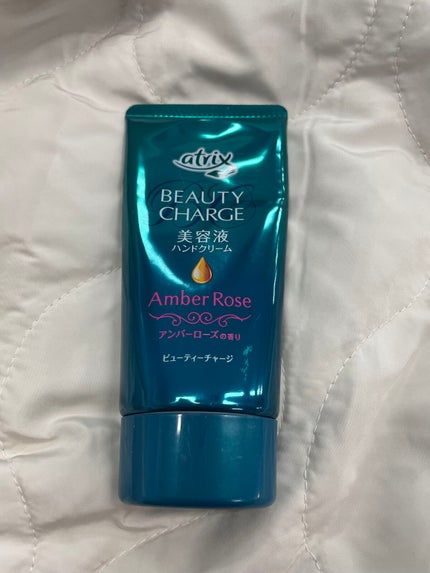 atrix
BEAUTY
CHARGE
美容液
ハンドクリーム
Amber Rose
アンバーローズの香り
ビューティーチャージ